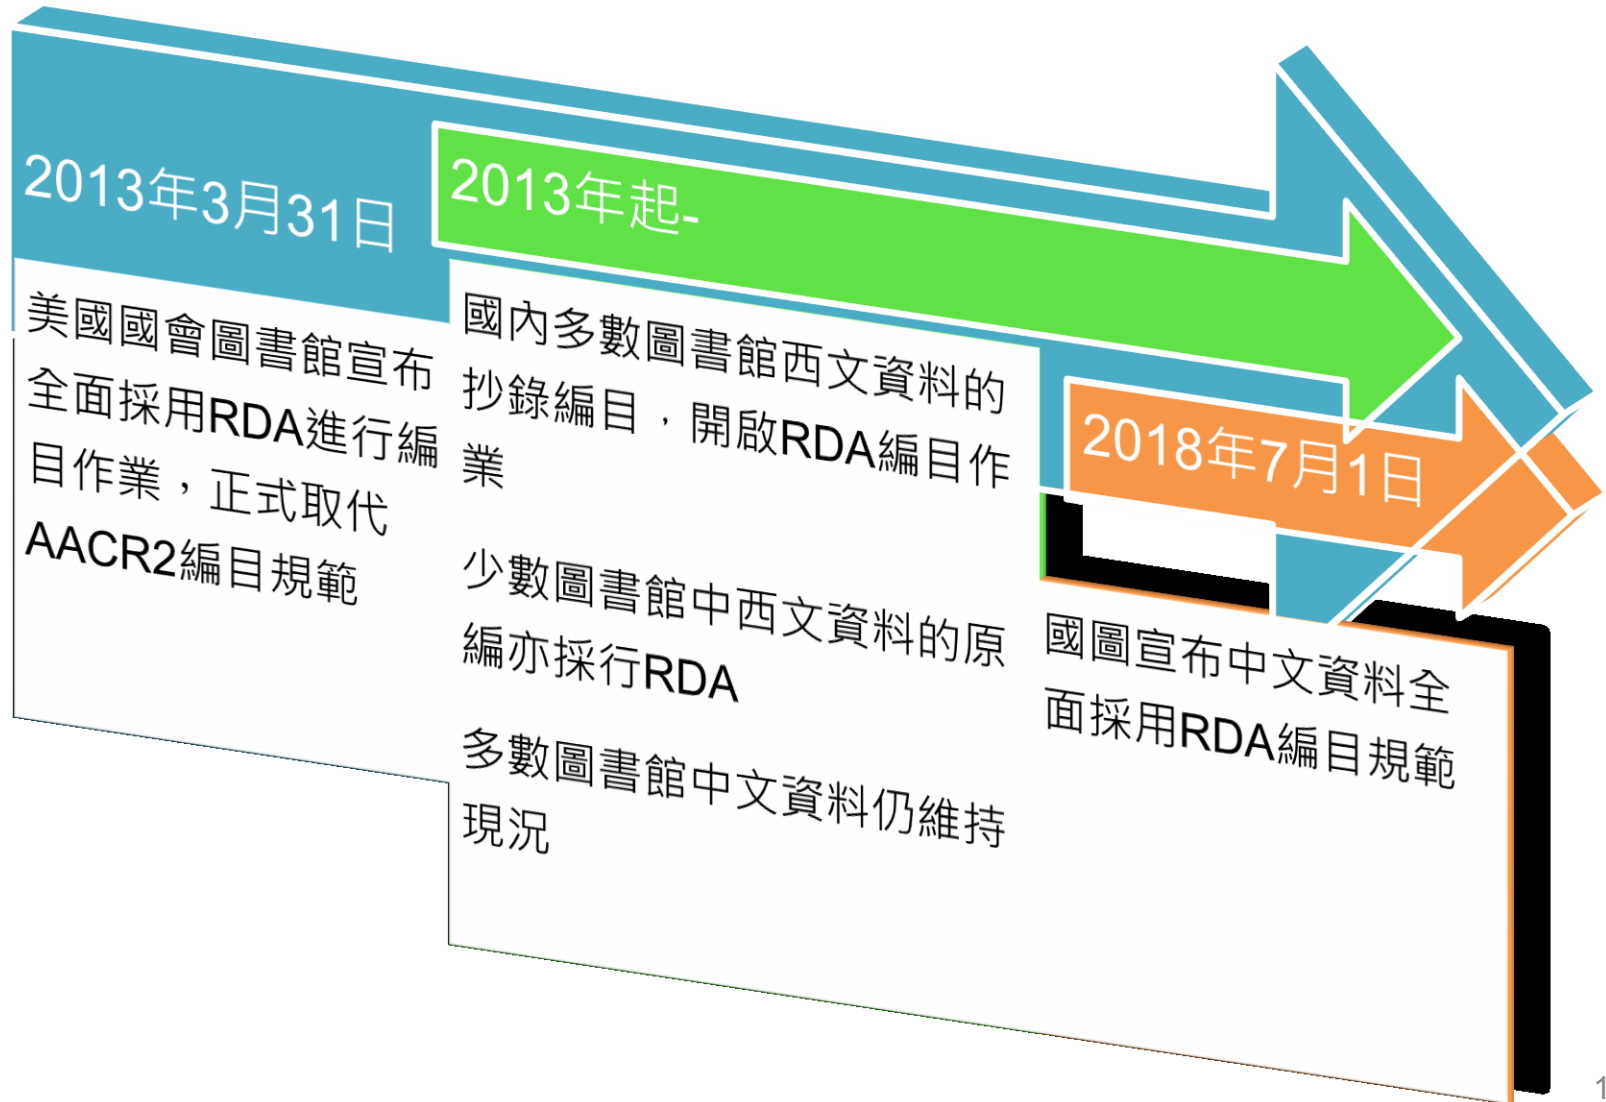 2013年3月31日
美國國會圖書館宣布
全面採用RDA進行編
目作業，正式取代
AACR2編目規範
2013年起-
國內多數圖書館西文資料的
抄錄編目，開啟RDA編目作
業
少數圖書館中西文資料的原
編亦採行RDA
多數圖書館中文資料仍維持
現況
2018年7月1日
國圖宣布中文資料全
面採用RDA編目規範
1